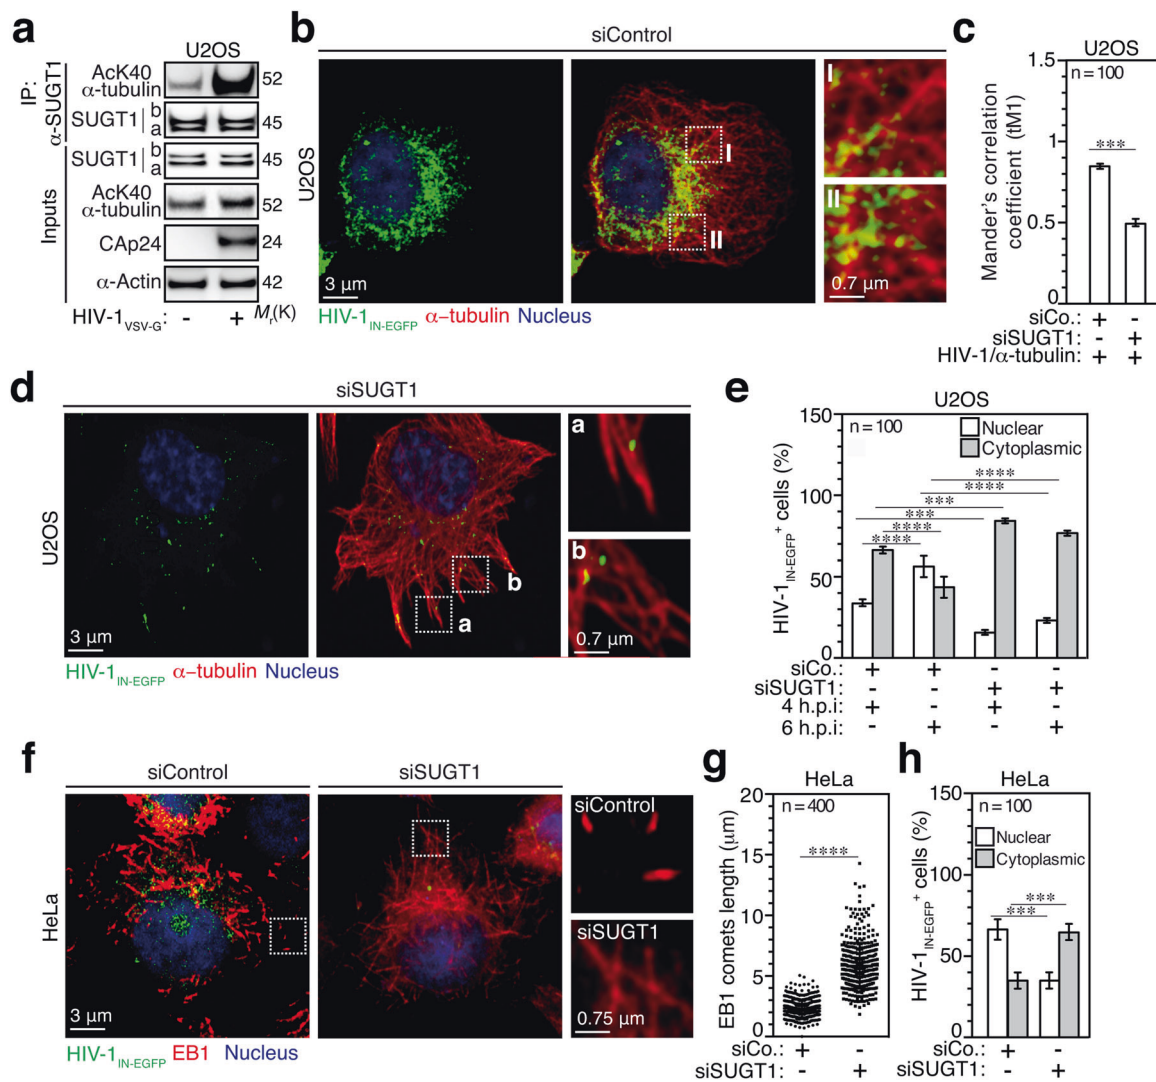 a
U2OS
IP:
α-SUGT1
AcK40
α-tubulin
52
SUGT1
b
a
45
Inputs
SUGT1
b
a
45
AcK40
α-tubulin
52
CAp24
24
α-Actin
42
HIV-1VSV-G: - + Mr(K)
b
siControl
U2OS
I
II
I
II
3 µm
0.7 µm
HIV-1IN-EGFP α-tubulin Nucleus
c
U2OS
n=100
1.5
1
0.5
0
Mander's correlation
coefficient (tM1)
***
siCo.: + -
siSUGT1: - +
HIV-1/α-tubulin: + +
d
siSUGT1
U2OS
a
b
a
b
3 µm
0.7 µm
HIV-1IN-EGFP α-tubulin Nucleus
e
U2OS
n=100
Nuclear
Cytoplasmic
150
100
50
0
HIV-1IN-EGFP+ cells (%)
****
****
***
***
****
****
siCo.: + + - -
siSUGT1: - - + +
4 h.p.i: + - + -
6 h.p.i: - + - +
f
siControl
siSUGT1
HeLa
siControl
siSUGT1
3 µm
0.75 µm
HIV-1IN-EGFP EB1 Nucleus
g
HeLa
n=400
20
15
10
5
0
EB1 comets length (µm)
****
siCo.: + -
siSUGT1: - +
h
HeLa
n=100
Nuclear
Cytoplasmic
150
100
50
0
HIV-1IN-EGFP+ cells (%)
***
***
siCo.: + -
siSUGT1: - +